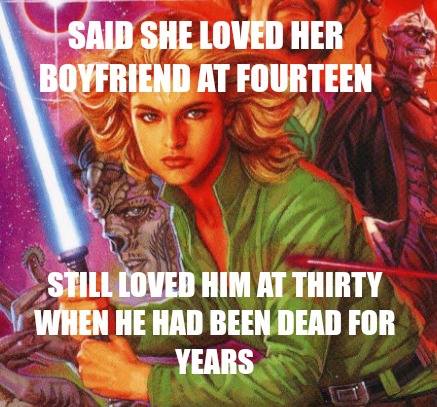 SAID SHE LOVED HER
BOYFRIEND AT FOURTEEN
STILL LOVED HIM AT THIRTY
WHEN HE HAD BEEN DEAD FOR
YEARS